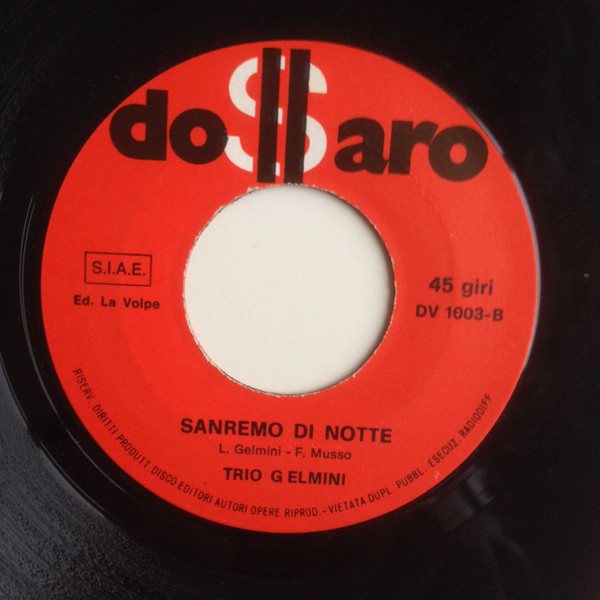 do$$aro
S.I.A.E.
Ed. La Volpe
45 giri
DV 1003-B
SANREMO DI NOTTE
L. Gelmini - F. Musso
TRIO GELMINI
RISERV. DIRITTI PRODUTT. DISCO EDITORI AUTORI OPERE RIPROD. - VIETATA DUPL. PUBBL. ESECUZ. RADIODIFF